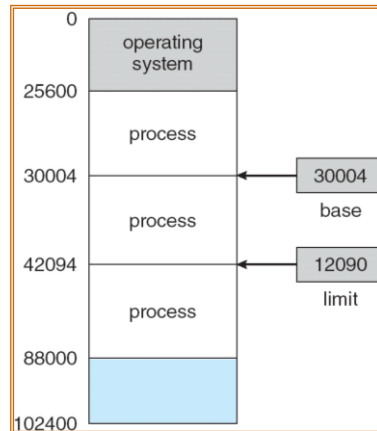 0
operating
system
25600
process
30004
30004
base
process
42094
12090
limit
process
88000
102400